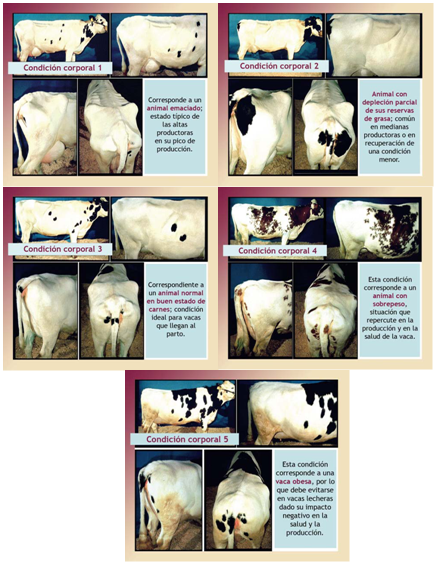 Condición corporal 1
Corresponde a un
animal emaciado;
estado típico de
las altas
productoras
en su pico de
producción.
Condición corporal 2
Animal con
depleción parcial
de sus reservas
de grasa; común
en medianas
productoras o en
recuperación de
una condición
menor.
Condición corporal 3
Correspondiente a
un animal normal
en buen estado de
carnes; condición
ideal para vacas
que llegan al
parto.
Condición corporal 4
Esta condición
corresponde a un
animal con
sobrepeso,
situación que
repercute en la
producción y en la
salud de la vaca.
Condición corporal 5
Esta condición
corresponde a una
vaca obesa, por lo
que debe evitarse
en vacas lecheras
dado su impacto
negativo en la
salud y la
producción.